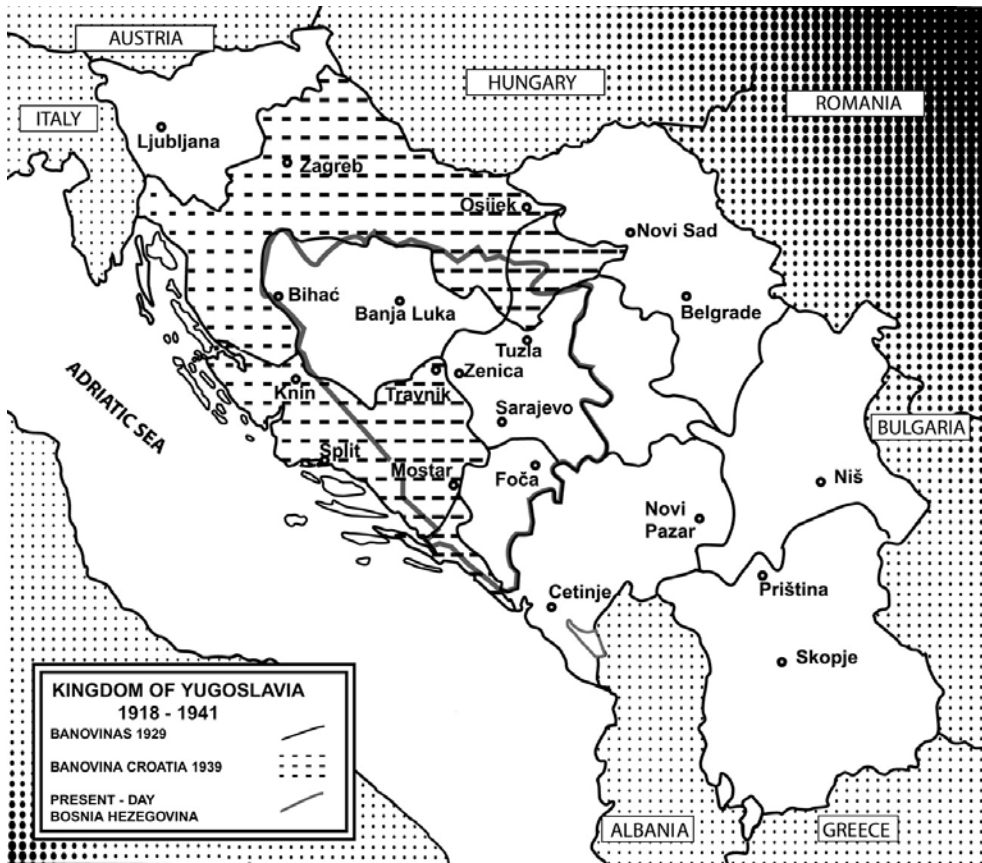 AUSTRIA
HUNGARY
ROMANIA
ITALY
Ljubljana
Zagreb
Osijek
Novi Sad
Bihać
Banja Luka
Belgrade
Tuzla
Zenica
Travnik
Knin
ADRIATIC SEA
Sarajevo
BULGARIA
Split
Mostar
Foča
Niš
Novi
Pazar
Cetinje
Priština
Skopje
KINGDOM OF YUGOSLAVIA
1918 - 1941
BANOVINAS 1929
BANOVINA CROATIA 1939
PRESENT - DAY
BOSNIA HEZEGOVINA
ALBANIA
GREECE